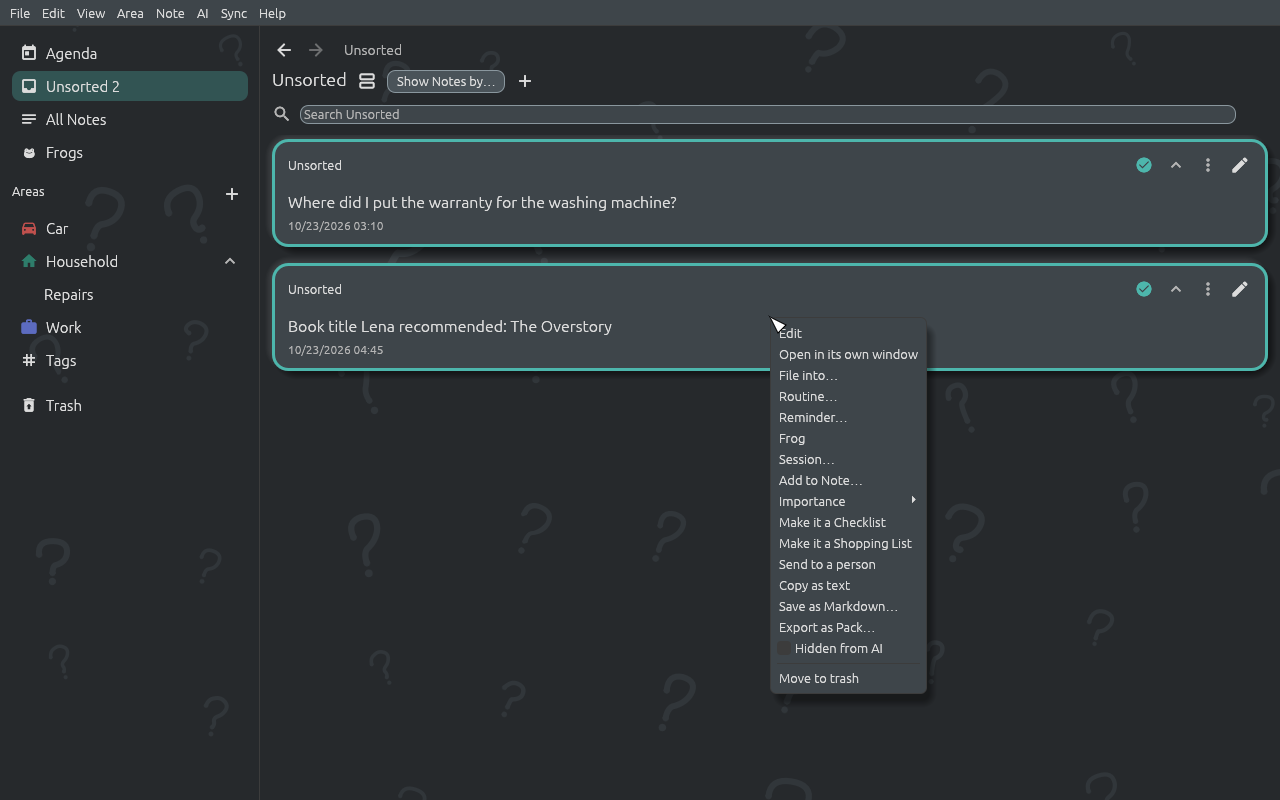 File Edit View Area Note AI Sync Help
Agenda
Unsorted 2
All Notes
Frogs
Areas
Car
Household
Repairs
Work
Tags
Trash
Unsorted
Unsorted Show Notes by...
Search Unsorted
Unsorted
Where did I put the warranty for the washing machine?
10/23/2026 03:10
Unsorted
Book title Lena recommended: The Overstory
10/23/2026 04:45
Edit
Open in its own window
File into...
Routine...
Reminder...
Frog
Session...
Add to Note...
Importance
Make it a Checklist
Make it a Shopping List
Send to a person
Copy as text
Save as Markdown...
Export as Pack...
Hidden from AI
Move to trash